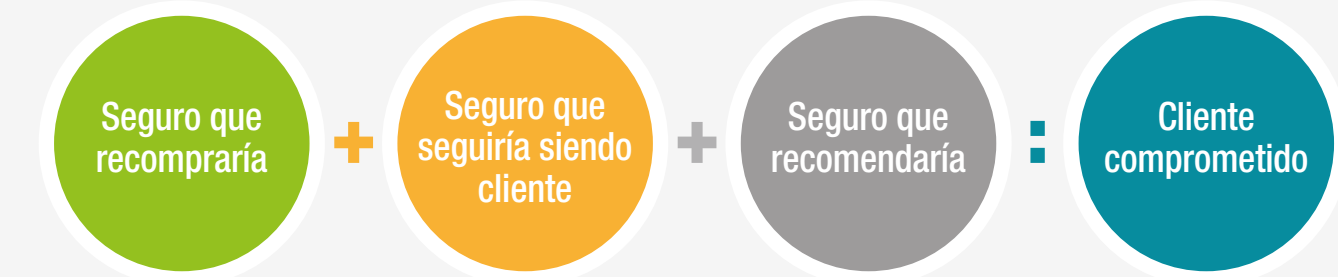 Seguro que
recompraría
+
Seguro que
seguiría siendo
cliente
+
Seguro que
recomendaría
:
Cliente
comprometido